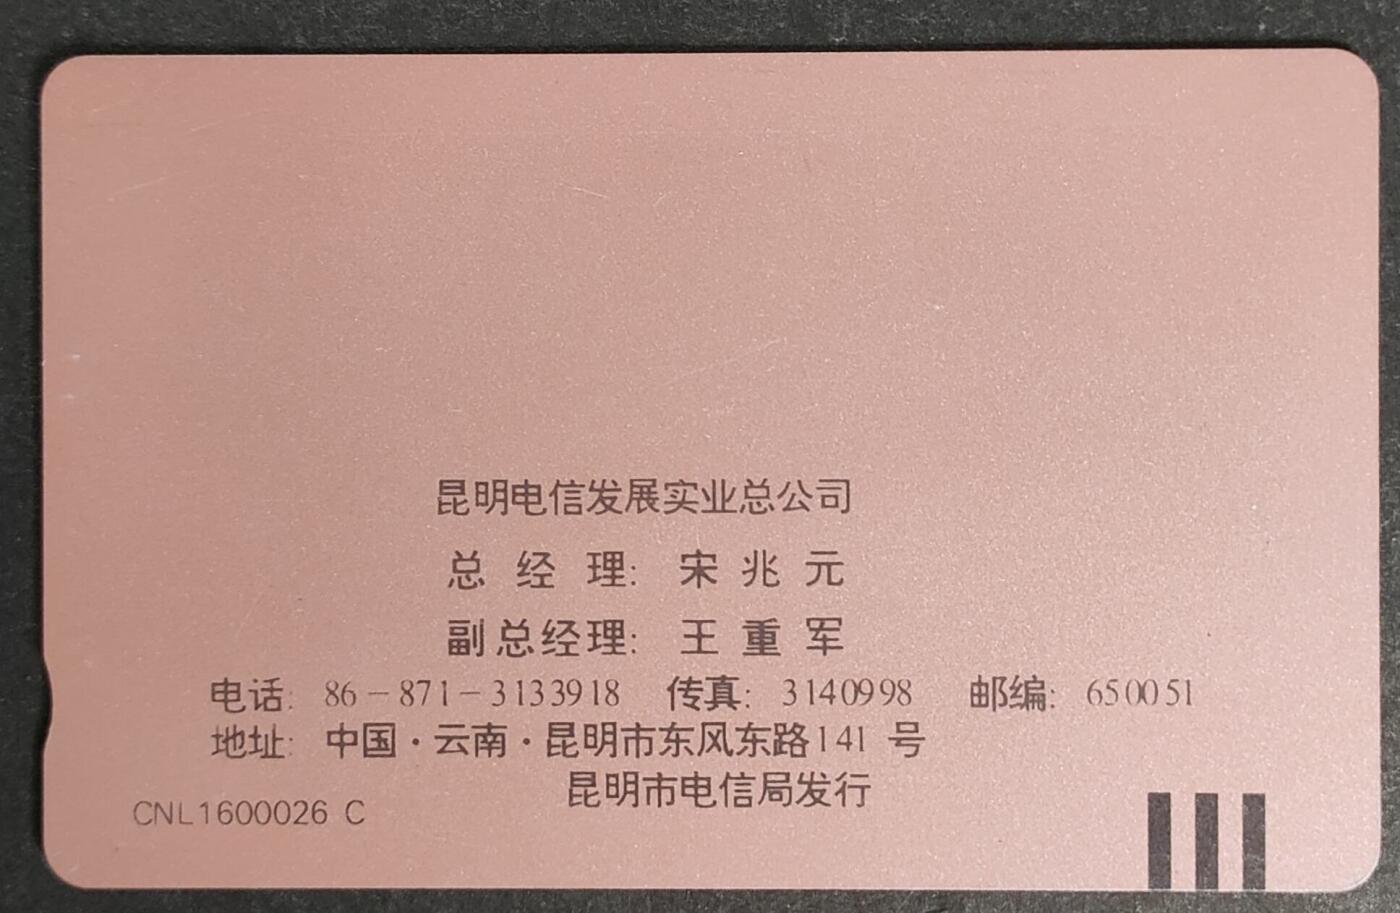 昆明电信发展实业总公司
总 经 理: 宋 兆 元
副总经理: 王 重 军
电话: 86-871-3133918 传真: 3140998 邮编: 650051
地址: 中国·云南·昆明市东风东路141 号
昆明市电信局发行
CNL1600026 C